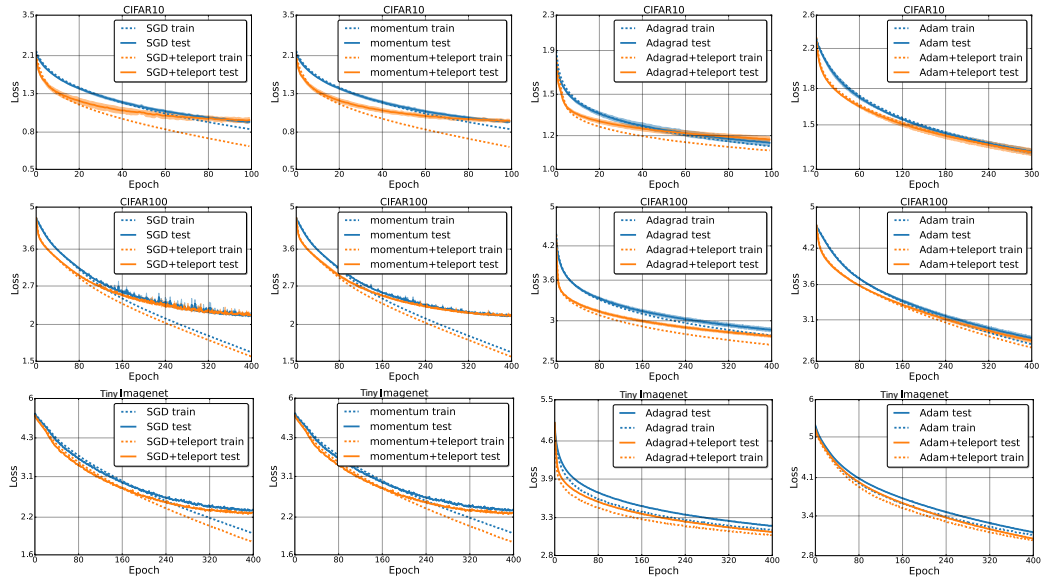 CIFAR10
3.5
2.1
1.3
0.8
0.5
Loss
SGD train
SGD test
SGD+teleport train
SGD+teleport test
0 20 40 60 80 100
Epoch
CIFAR10
3.5
2.1
1.3
0.8
0.5
Loss
momentum train
momentum test
momentum+teleport train
momentum+teleport test
0 20 40 60 80 100
Epoch
CIFAR10
2.3
1.9
1.5
1.2
1.0
Loss
Adagrad train
Adagrad test
Adagrad+teleport train
Adagrad+teleport test
0 20 40 60 80 100
Epoch
CIFAR10
2.6
2.2
1.8
1.5
1.2
Loss
Adam train
Adam test
Adam+teleport train
Adam+teleport test
0 60 120 180 240 300
Epoch
CIFAR100
5
3.6
2.7
2
1.5
Loss
SGD train
SGD test
SGD+teleport train
SGD+teleport test
0 80 160 240 320 400
Epoch
CIFAR100
5
3.6
2.7
2
1.5
Loss
momentum train
momentum test
momentum+teleport train
momentum+teleport test
0 80 160 240 320 400
Epoch
CIFAR100
5
4.2
3.6
3
2.5
Loss
Adagrad train
Adagrad test
Adagrad+teleport train
Adagrad+teleport test
0 80 160 240 320 400
Epoch
CIFAR100
5
4.2
3.6
3.1
2.6
Loss
Adam train
Adam test
Adam+teleport train
Adam+teleport test
0 80 160 240 320 400
Epoch
Tiny Imagenet
6
4.3
3.1
2.2
1.6
Loss
SGD train
SGD test
SGD+teleport train
SGD+teleport test
0 80 160 240 320 400
Epoch
Tiny Imagenet
6
4.3
3.1
2.2
1.6
Loss
momentum train
momentum test
momentum+teleport train
momentum+teleport test
0 80 160 240 320 400
Epoch
Tiny Imagenet
5.5
4.6
3.9
3.3
2.8
Loss
Adagrad test
Adagrad train
Adagrad+teleport test
Adagrad+teleport train
0 80 160 240 320 400
Epoch
Tiny Imagenet
6
5
4.1
3.4
2.8
Loss
Adam test
Adam train
Adam+teleport test
Adam+teleport train
0 80 160 240 320 400
Epoch